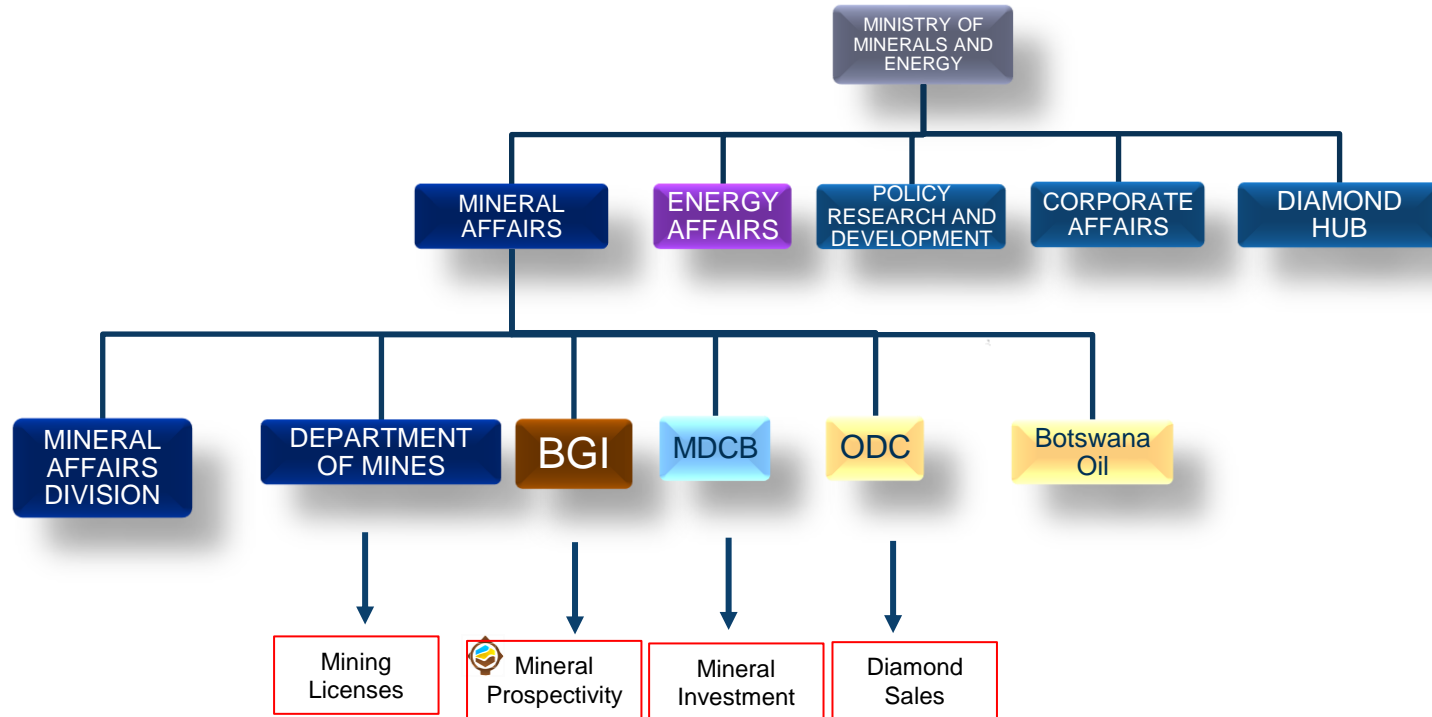 MINISTRY OF
MINERALS AND
ENERGY
MINERAL
AFFAIRS
ENERGY
AFFAIRS
POLICY
RESEARCH AND
DEVELOPMENT
CORPORATE
AFFAIRS
DIAMOND
HUB
MINERAL
AFFAIRS
DIVISION
DEPARTMENT
OF MINES
BGI
MDCB
ODC
Botswana
Oil
Mining
Licenses
Mineral
Prospectivity
Mineral
Investment
Diamond
Sales